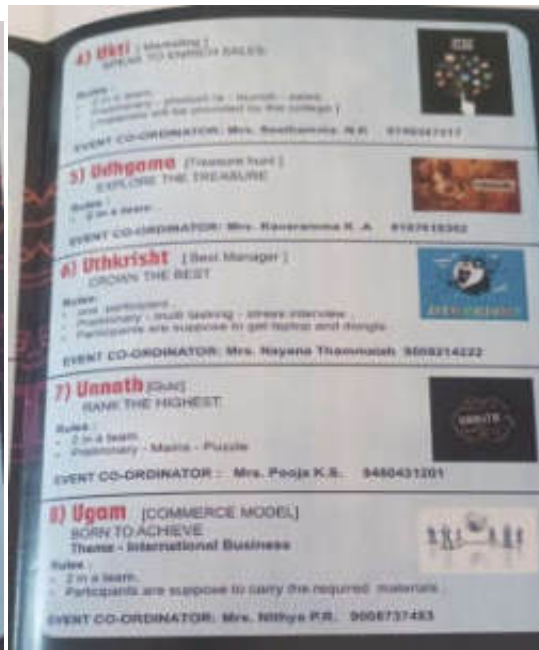 4) Ukti [ Marketing ]
SPEAK TO ENRICH SALES
Rules :
- 2 in a team.
- Preliminary - product re - launch - sales.
[ materials will be provided by the college ]
EVENT CO-ORDINATOR: Mrs.
5) Udhgama [Treasure hunt ]
EXPLORE THE TREASURE
Rules :
- 2 in a team.
EVENT CO-ORDINATOR: Mrs. Kaveramma K .A
6) Uthkrisht [ Best Manager ]
CROWN THE BEST
Rules:
- one participant .
- Preliminary - multi tasking - stress interview .
- Participants are suppose to get laptop and dongle.
EVENT CO-ORDINATOR: Mrs. Nayana Thammaiah 9008214222
7) Unnath [Quiz]
RANK THE HIGHEST
UNNATH
Rules :
- 2 in a team
- Preliminary - Mains - Puzzle
EVENT CO-ORDINATOR : Mrs. Pooja K.S. 9480431201
8) Ugam [COMMERCE MODEL]
BORN TO ACHIEVE
Theme - International Business
Rules :
- 2 in a team.
- Participants are suppose to carry the required materials .
EVENT CO-ORDINATOR: Mrs. Nithya P.R. 9008737493